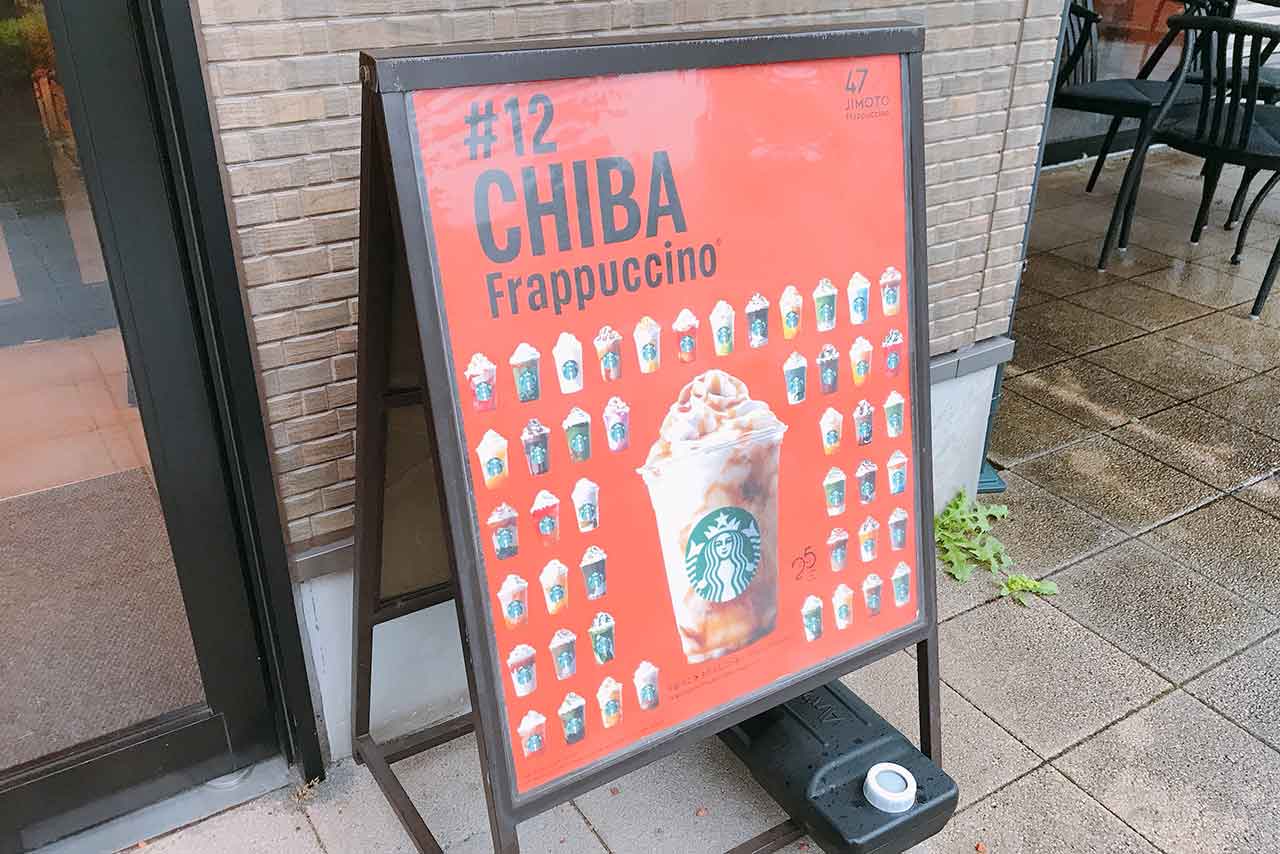 #12
CHIBA
Frappuccino®
47
JIMOTO
Frappuccino
25